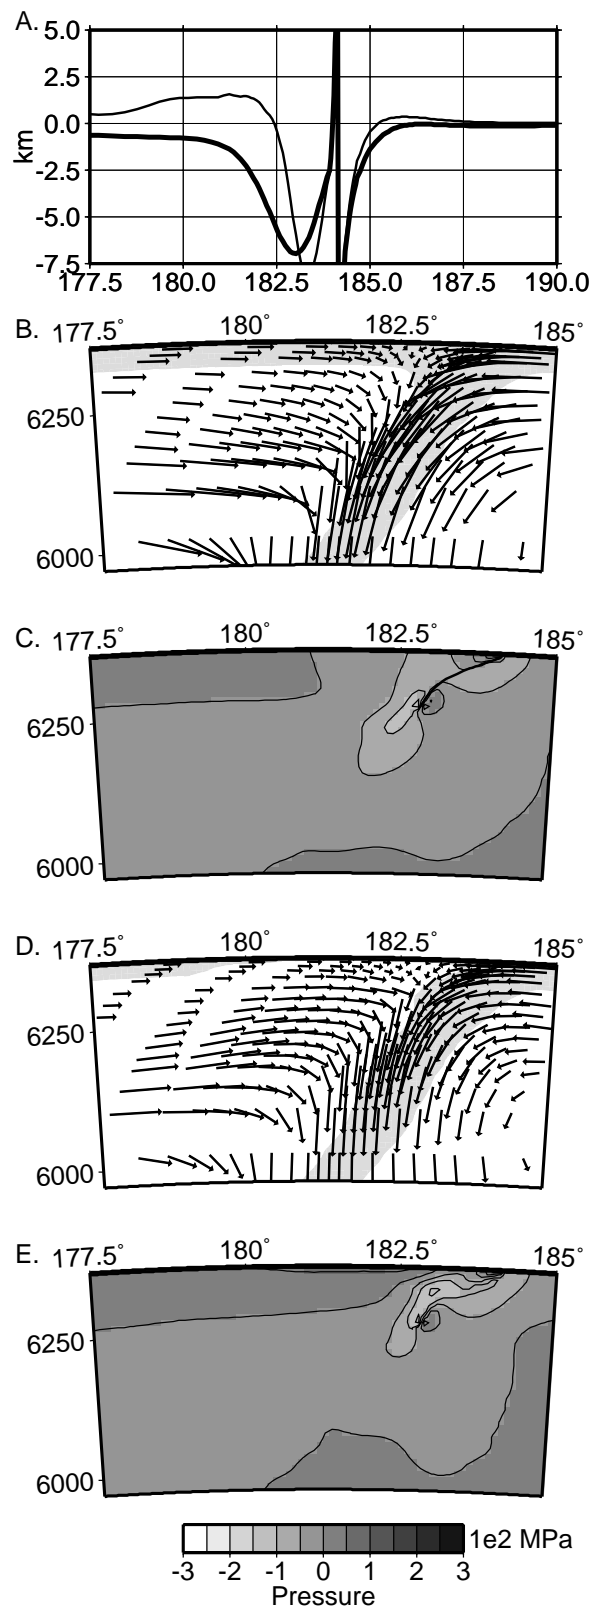 A.
5.0
2.5
0.0
-2.5
-5.0
-7.5
km
177.5 180.0 182.5 185.0 187.5 190.0
B. 177.5° 180° 182.5° 185°
6250
6000
C. 177.5° 180° 182.5° 185°
6250
6000
D. 177.5° 180° 182.5° 185°
6250
6000
E. 177.5° 180° 182.5° 185°
6250
6000
1e2 MPa
-3 -2 -1 0 1 2 3
Pressure